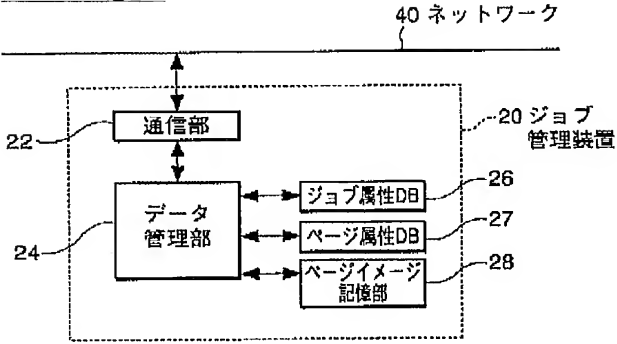 40 ネットワーク
22
通信部
20 ジョブ
管理装置
24
データ
管理部
ジョブ属性DB
26
ページ属性DB
27
ページイメージ
記憶部
28